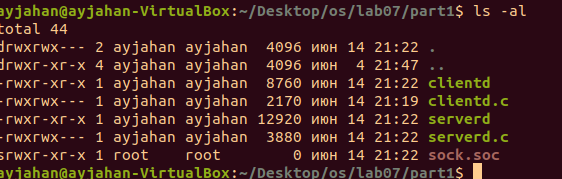 ayjahan@ayjahan-VirtualBox:~/Desktop/os/lab07/part1$ ls -al
total 44
drwxrwx--- 2 ayjahan ayjahan 4096 июн 14 21:22 .
drwxr-xr-x 4 ayjahan ayjahan 4096 июн 4 21:47 ..
-rwxr-xr-x 1 ayjahan ayjahan 8760 июн 14 21:22 clientd
-rwxrwx--- 1 ayjahan ayjahan 2170 июн 14 21:19 clientd.c
-rwxr-xr-x 1 ayjahan ayjahan 12920 июн 14 21:22 serverd
-rwxrwx--- 1 ayjahan ayjahan 3880 июн 14 21:22 serverd.c
srwxr-xr-x 1 root root 0 июн 14 21:22 sock.soc
ayjahan@ayjahan-VirtualBox:~/Desktop/os/lab07/part1$